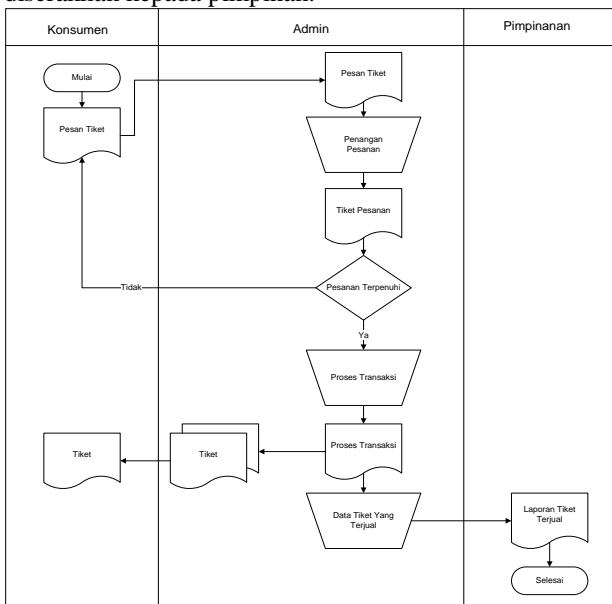 diserahkan kepada pimpinan.
Konsumen
Admin
Pimpinanan
Mulai
Pesan Tiket
Pesan Tiket
Penangan
Pesanan
Tiket Pesanan
Pesanan Terpenuhi
Tidak
Ya
Proses Transaksi
Proses Transaksi
Tiket
Tiket
Data Tiket Yang
Terjual
Laporan Tiket
Terjual
Selesai